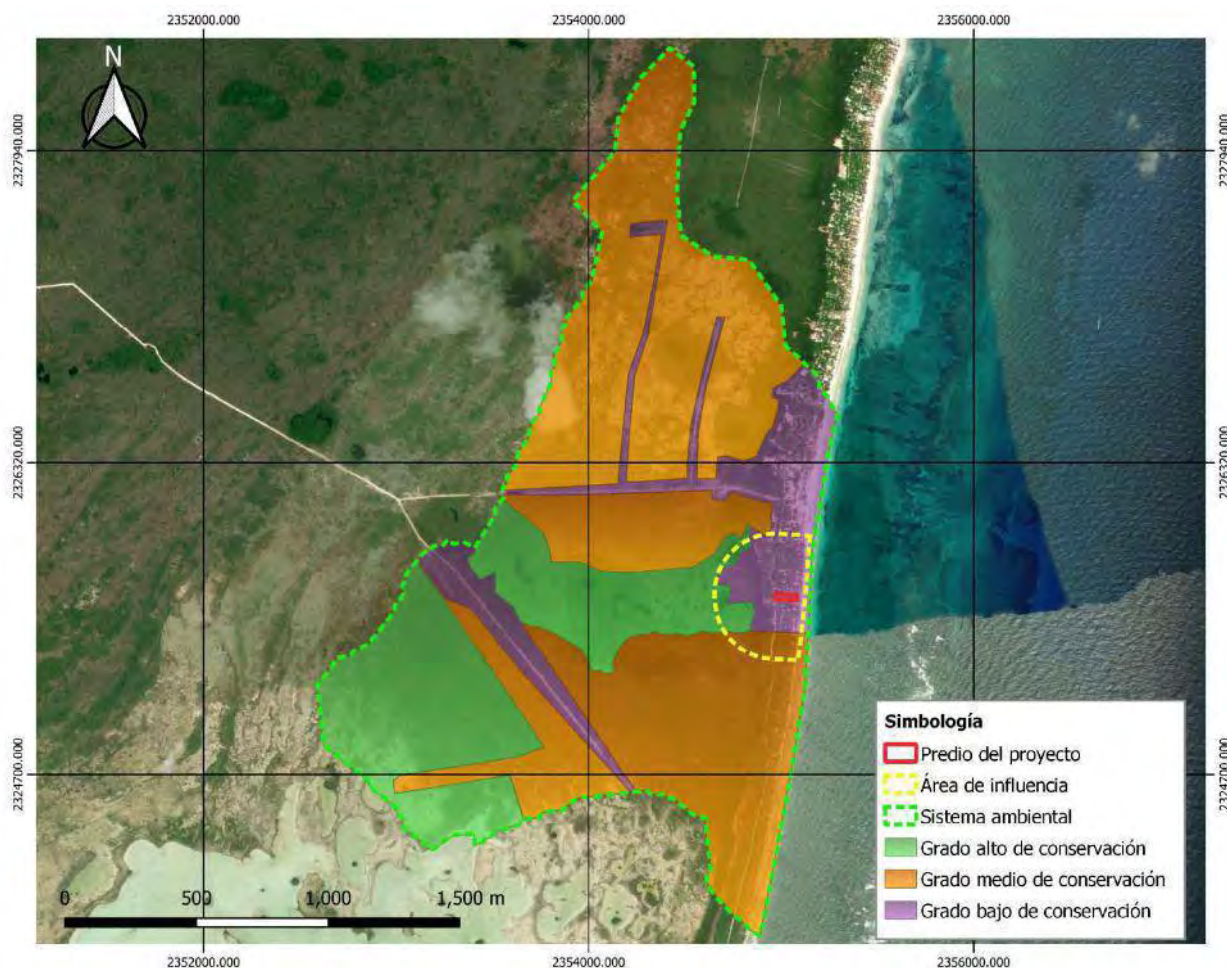 2352000.000
2354000.000
2356000.000
N
2327940.000
2327940.000
2326320.000
2326320.000
2324700.000
2324700.000
Simbología
Predio del proyecto
Área de influencia
Sistema ambiental
Grado alto de conservación
Grado medio de conservación
Grado bajo de conservación
0 500 1,000 1,500 m
2352000.000
2354000.000
2356000.000